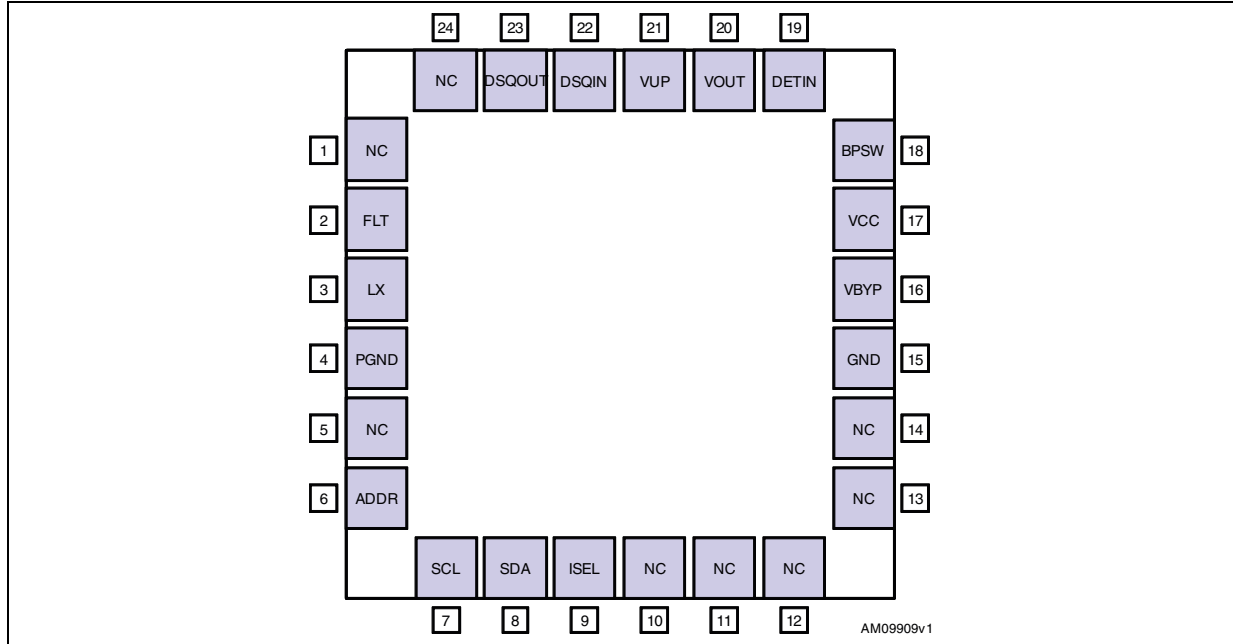 24 23 22 21 20 19
NC DSQOUT DSQIN VUP VOUT DETIN
1 NC BPSW 18
2 FLT VCC 17
3 LX VBYP 16
4 PGND GND 15
5 NC NC 14
6 ADDR NC 13
SCL SDA ISEL NC NC NC
7 8 9 10 11 12
AM09909v1